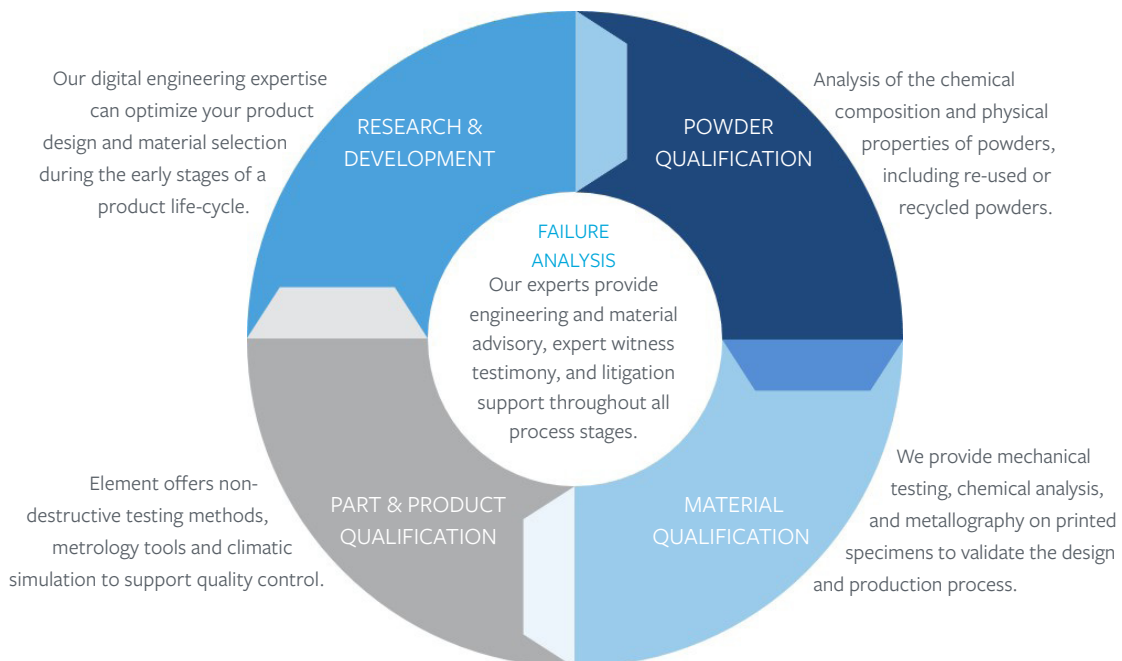 Our digital engineering expertise
can optimize your product
design and material selection
during the early stages of a
product life-cycle.
RESEARCH &
DEVELOPMENT
POWDER
QUALIFICATION
Analysis of the chemical
composition and physical
properties of powders,
including re-used or
recycled powders.
FAILURE
ANALYSIS
Our experts provide
engineering and material
advisory, expert witness
testimony, and litigation
support throughout all
process stages.
Element offers non-
destructive testing methods,
metrology tools and climatic
simulation to support quality control.
PART & PRODUCT
QUALIFICATION
MATERIAL
QUALIFICATION
We provide mechanical
testing, chemical analysis,
and metallography on printed
specimens to validate the design
and production process.